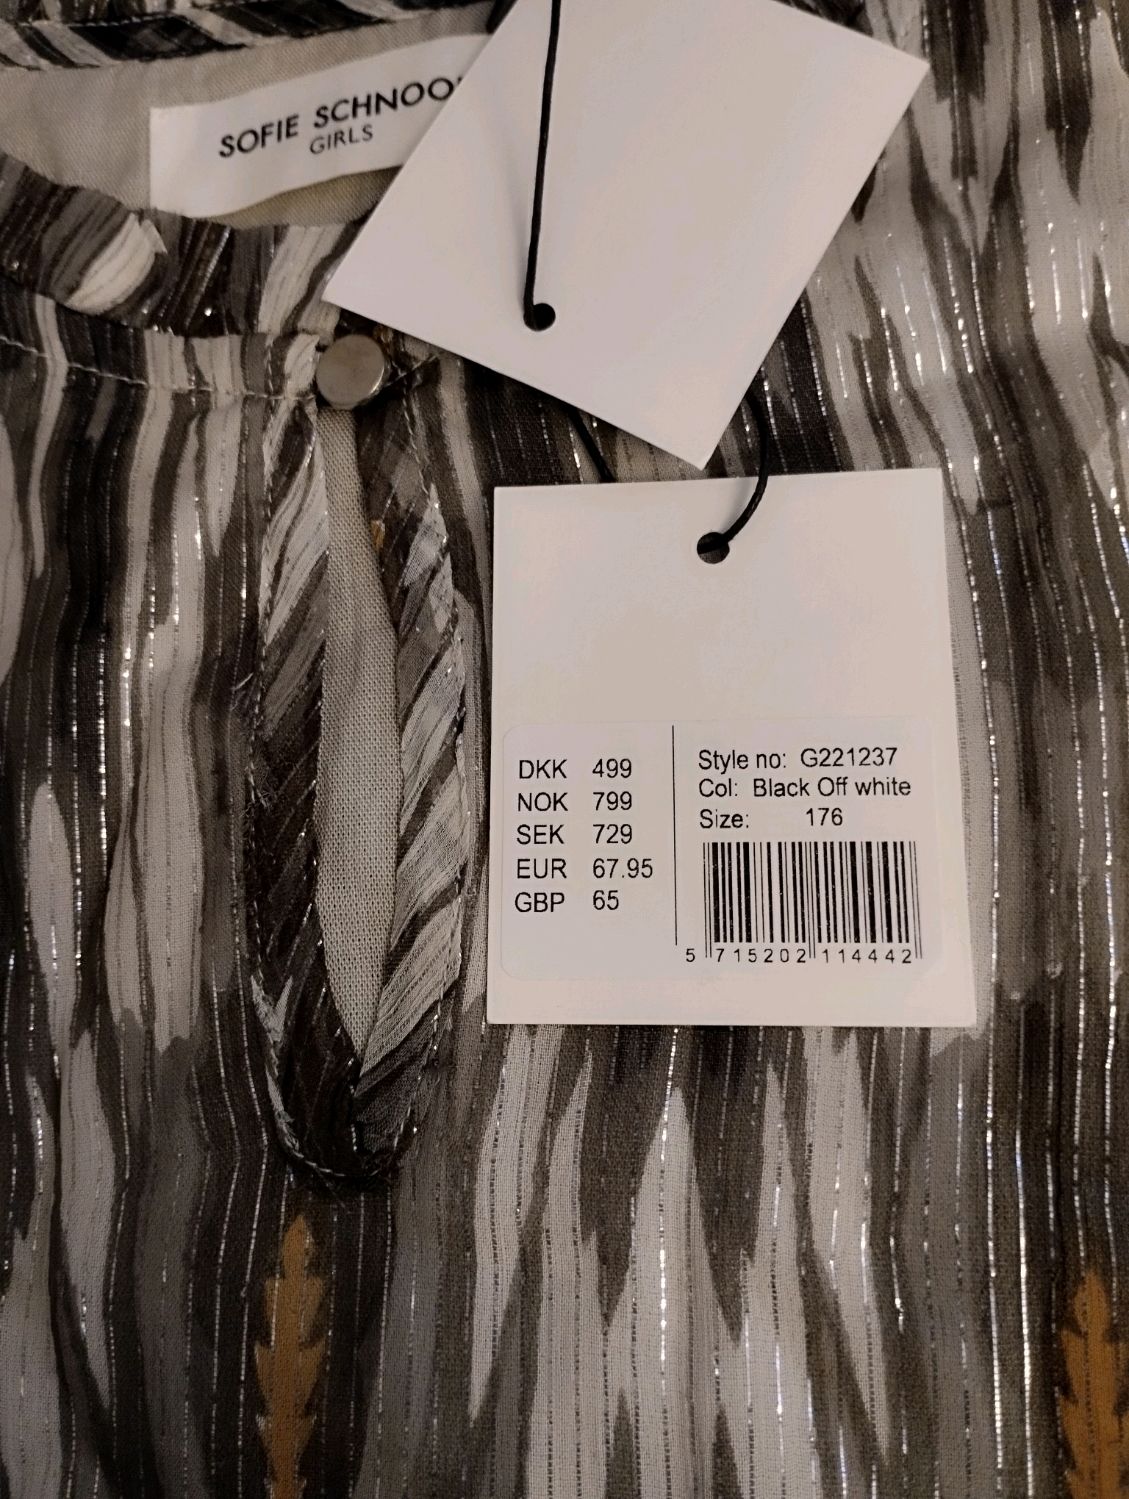 SOFIE SCHNOO
GIRLS
DKK 499
NOK 799
SEK 729
EUR 67.95
GBP 65
Style no: G221237
Col: Black Off white
Size: 176
5 715202 114442